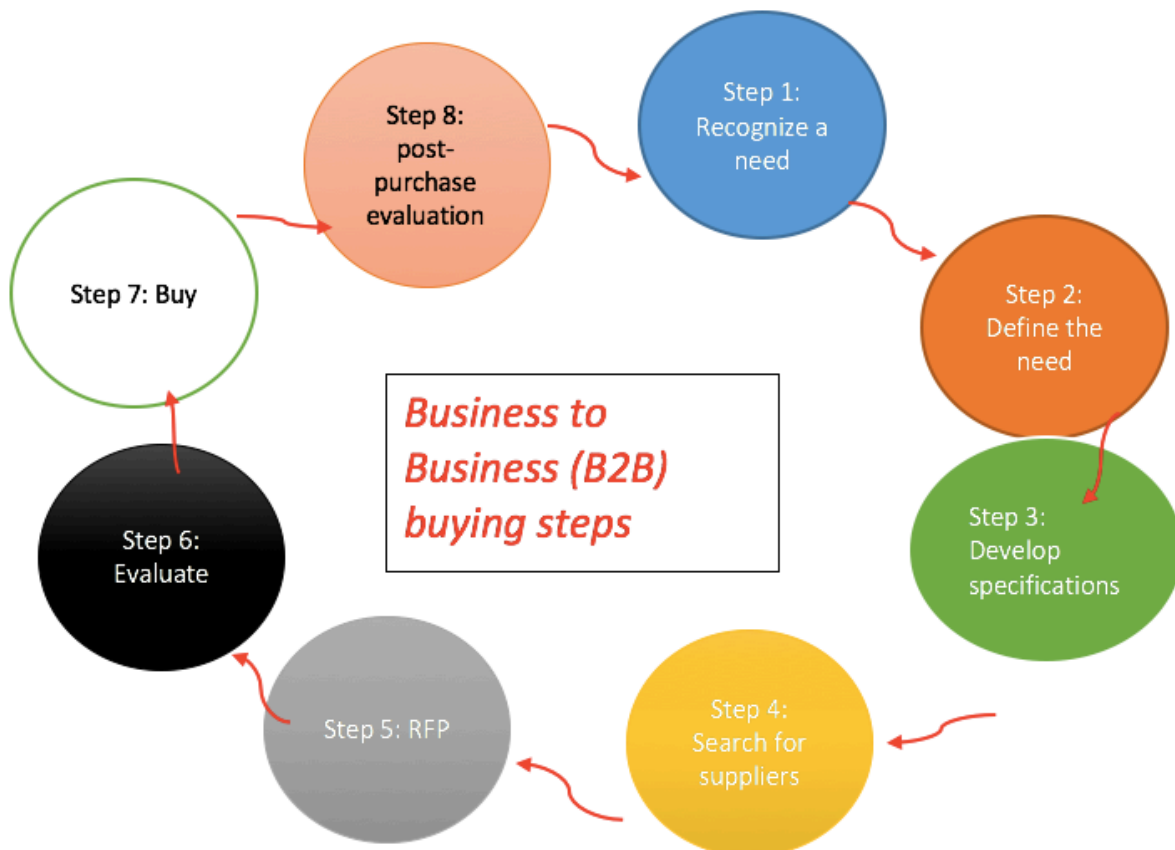 Step 1:
Recognize a
need
Step 2:
Define the
need
Step 3:
Develop
specifications
Step 4:
Search for
suppliers
Step 5: RFP
Step 6:
Evaluate
Step 7: Buy
Step 8:
post-
purchase
evaluation
Business to
Business (B2B)
buying steps